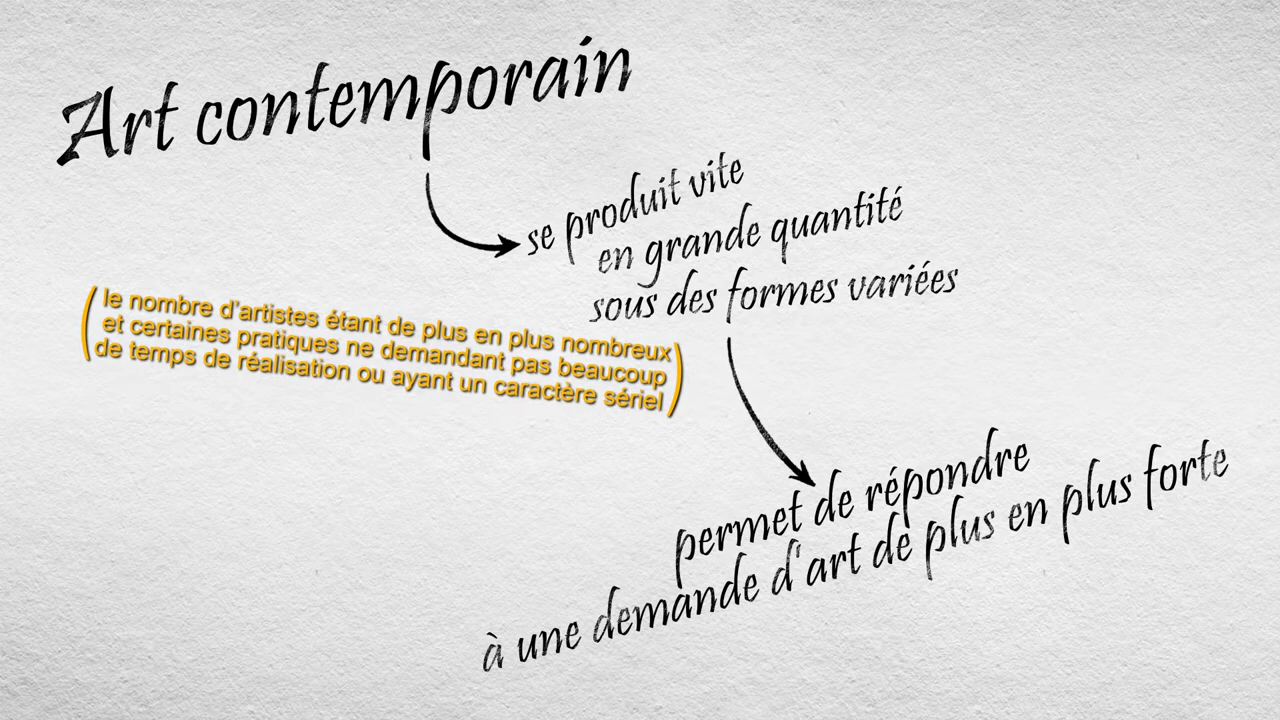 Art contemporain
se produit vite
en grande quantité
sous des formes variées
(le nombre d'artistes étant de plus en plus nombreux
et certaines pratiques ne demandant pas beaucoup
de temps de réalisation ou ayant un caractère sériel)
permet de répondre
à une demande d'art de plus en plus forte